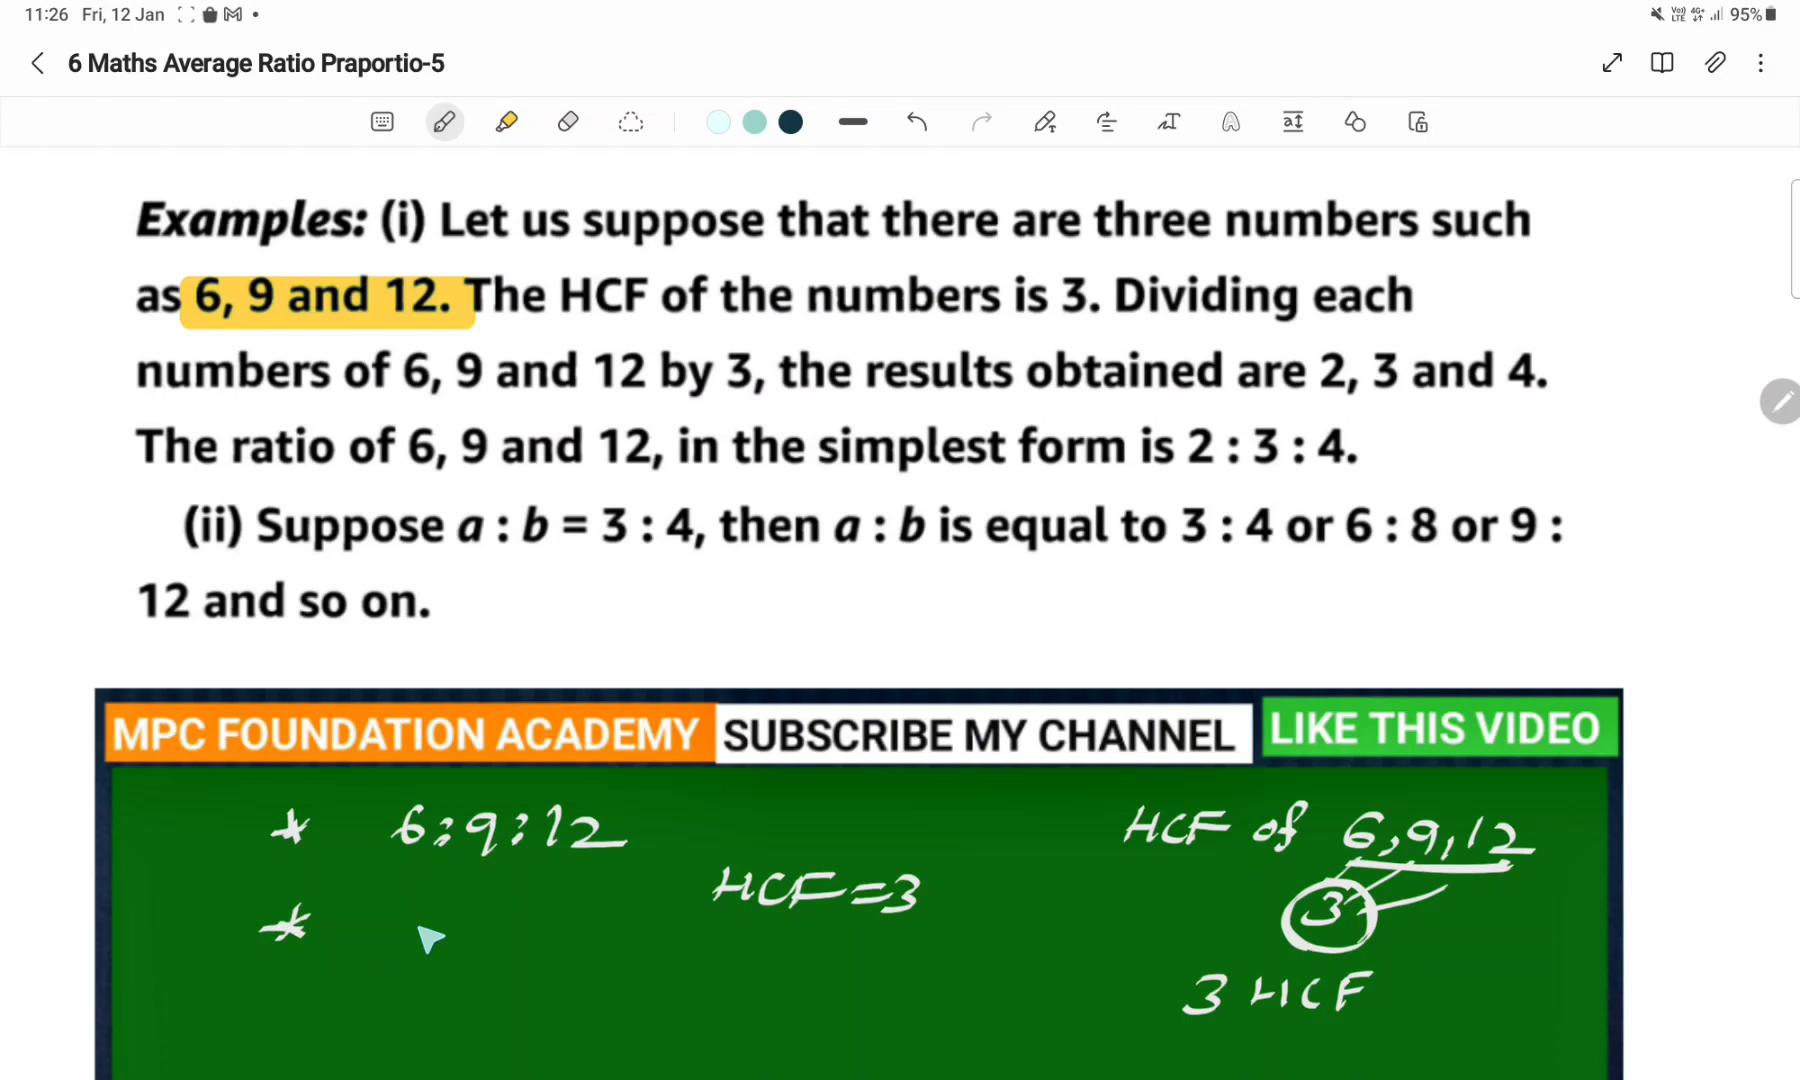 11:26 Fri, 12 Jan 95%
6 Maths Average Ratio Praportio-5
Examples: (i) Let us suppose that there are three numbers such
as 6, 9 and 12. The HCF of the numbers is 3. Dividing each
numbers of 6, 9 and 12 by 3, the results obtained are 2, 3 and 4.
The ratio of 6, 9 and 12, in the simplest form is 2 : 3 : 4.
(ii) Suppose a : b = 3 : 4, then a : b is equal to 3 : 4 or 6 : 8 or 9 :
12 and so on.
MPC FOUNDATION ACADEMY SUBSCRIBE MY CHANNEL LIKE THIS VIDEO
* 6:9:12 HCF of 6,9,12
HCF=3
* 3
3 HCF